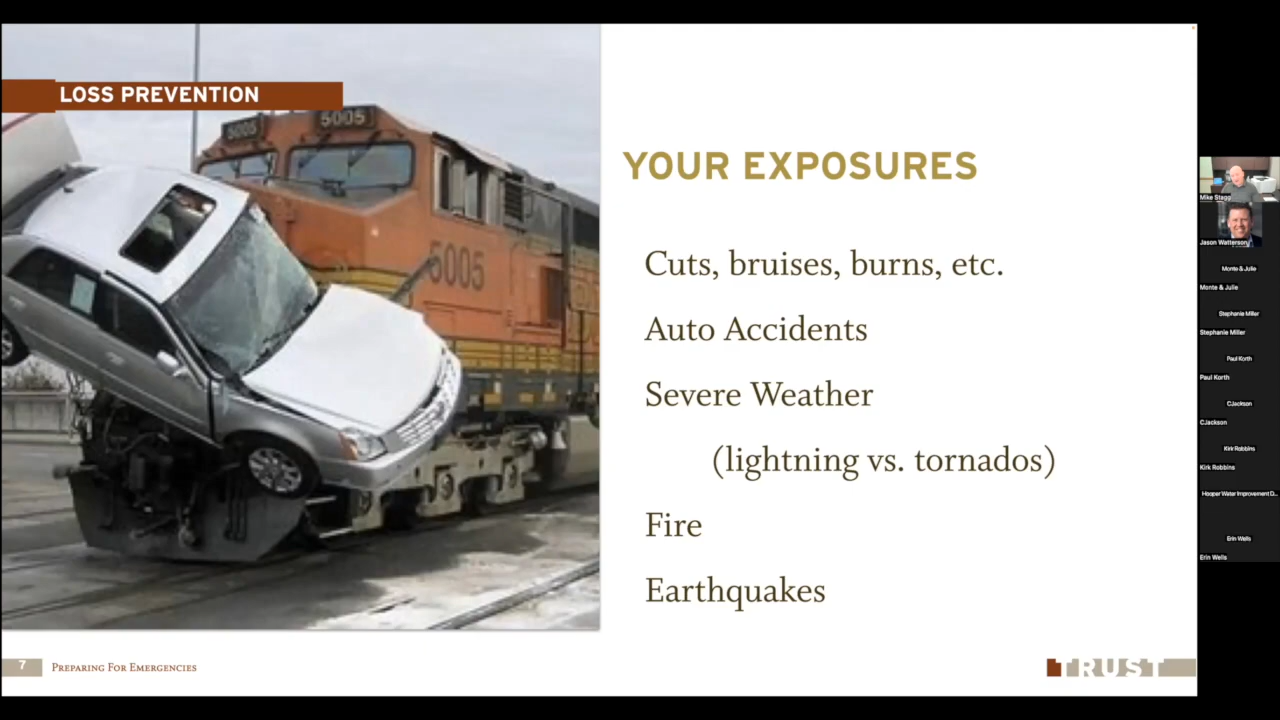 LOSS PREVENTION
5005
5005
5005
YOUR EXPOSURES
Cuts, bruises, burns, etc.
Auto Accidents
Severe Weather
(lightning vs. tornados)
Fire
Earthquakes
7
PREPARING FOR EMERGENCIES
TRUST
Mike Stagg
Jason Watterson
Monte & Julie
Monte & Julie
Stephanie Miller
Stephanie Miller
Paul Korth
Paul Korth
CJackson
CJackson
Kirk Robbins
Kirk Robbins
Hooper Water Improvement D...
Erin Wells
Erin Wells